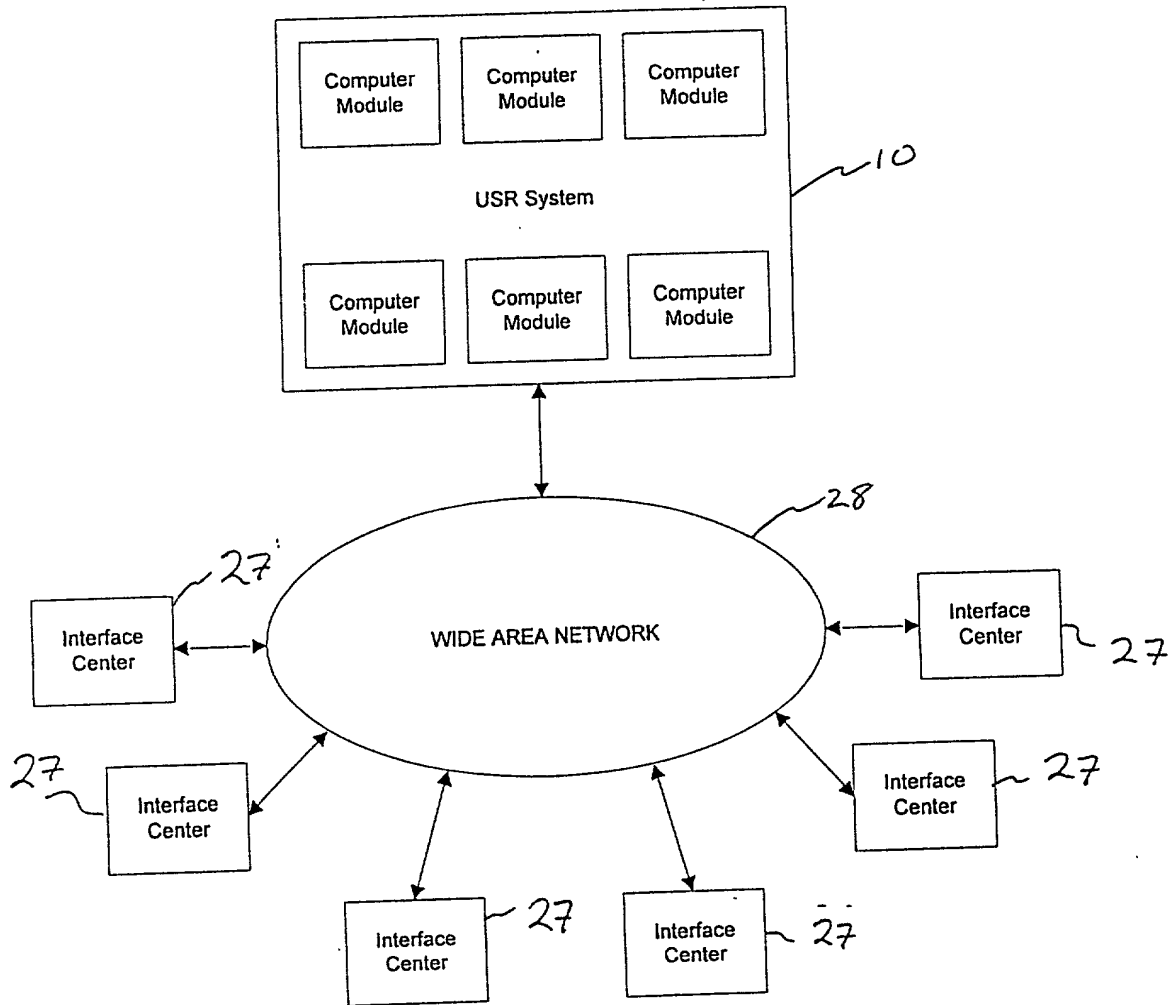 Computer
Module
Computer
Module
Computer
Module
10
USR System
Computer
Module
Computer
Module
Computer
Module
28
27
Interface
Center
WIDE AREA NETWORK
Interface
Center
27
27
Interface
Center
Interface
Center
27
Interface
Center
27
Interface
Center
27